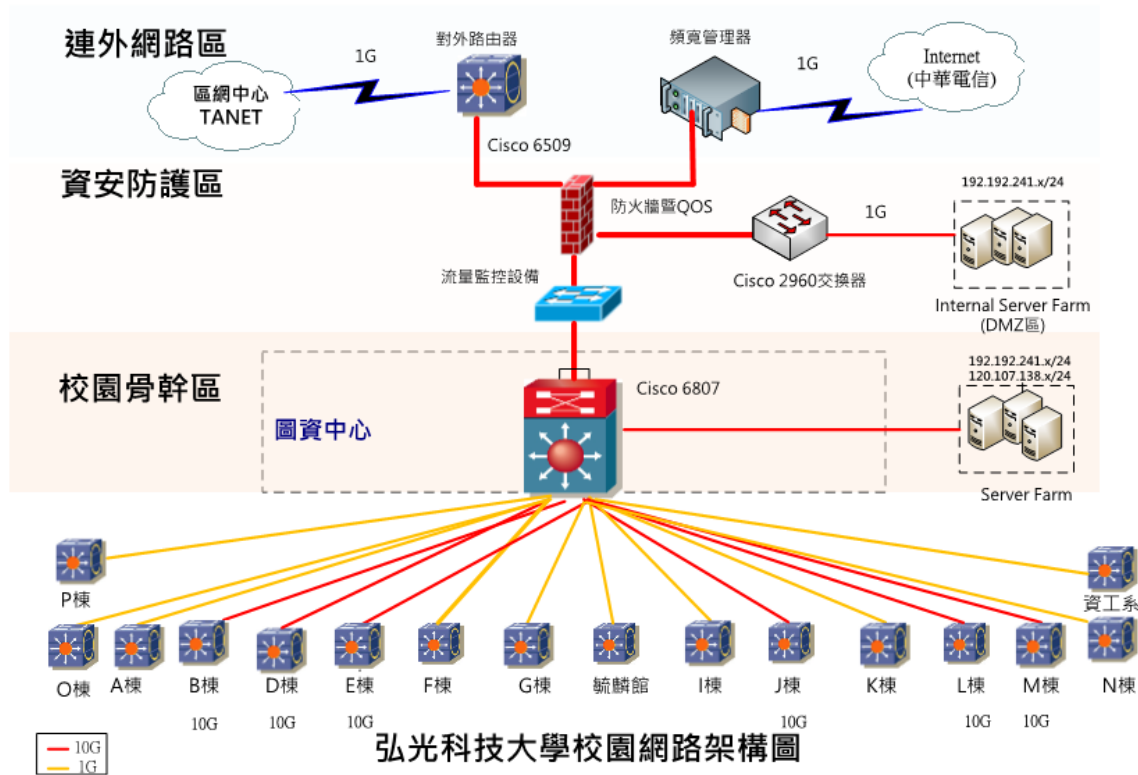 連外網路區
對外路由器
頻寬管理器
1G
1G
Internet
(中華電信)
區網中心
TANET
Cisco 6509
資安防護區
192.192.241.x/24
防火牆暨QOS
1G
流量監控設備
Cisco 2960交換器
Internal Server Farm
(DMZ區)
192.192.241.x/24
120.107.138.x/24
校園骨幹區
Cisco 6807
圖資中心
Server Farm
P棟
資工系
O棟
A棟
B棟
D棟
E棟
F棟
G棟
毓麟館
I棟
J棟
K棟
L棟
M棟
N棟
10G
10G
10G
10G
10G
10G
10G
1G
弘光科技大學校園網路架構圖